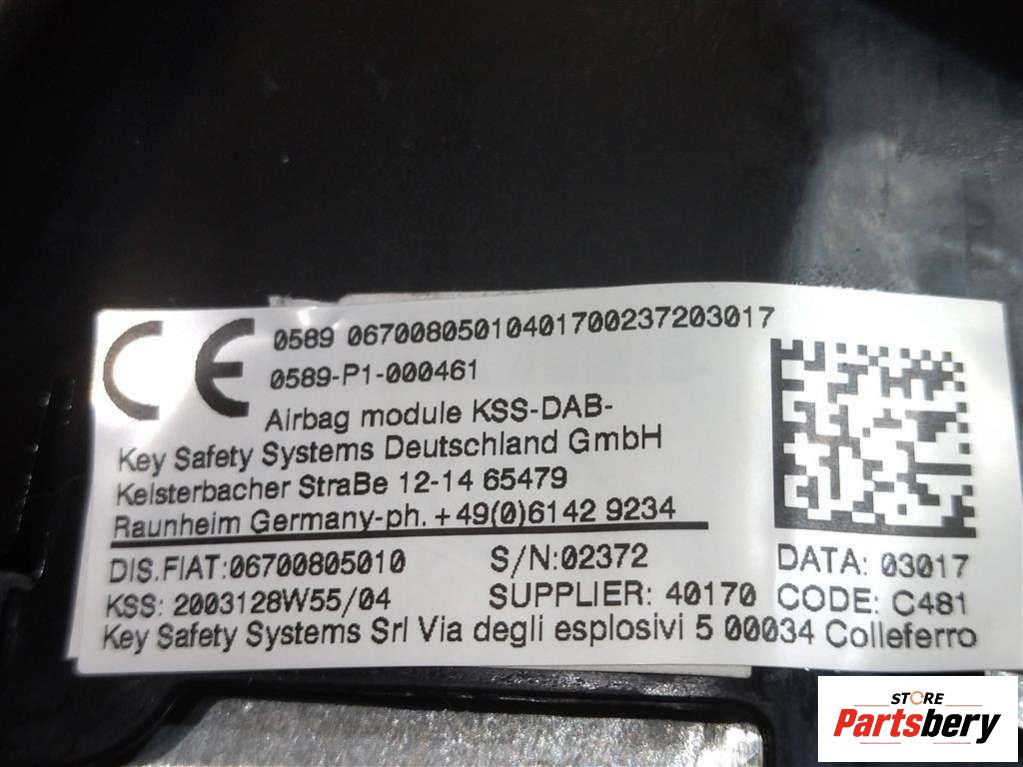 CE 0589 06700805010401700237203017
0589-P1-000461
Airbag module KSS-DAB-
Key Safety Systems Deutschland GmbH
Kelsterbacher StraBe 12-14 65479
Raunheim Germany-ph. +49(0)6142 9234
DIS.FIAT:06700805010 S/N:02372 DATA: 03017
KSS: 2003128W55/04 SUPPLIER: 40170 CODE: C481
Key Safety Systems Srl Via degli esplosivi 5 00034 Colleferro
STORE
Partsbery